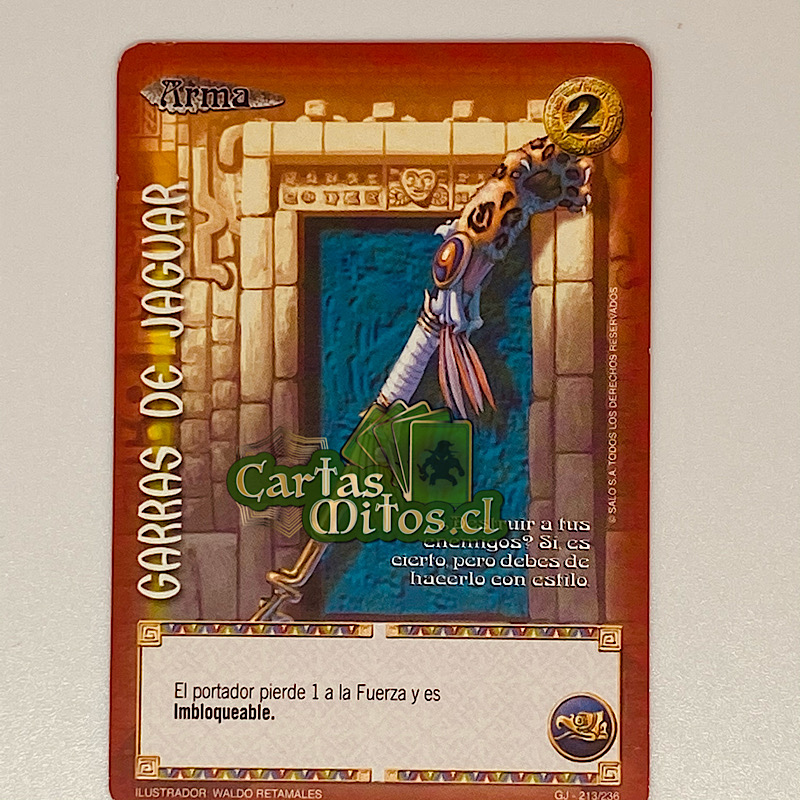 Arma
2
GARRAS DE JAGUAR
© SALO S.A. TODOS LOS DERECHOS RESERVADOS
Cartas
Mitos.cl
a tus
enemigos? Sí, es
cierto, pero debes de
hacerlo con estilo.
El portador pierde 1 a la Fuerza y es
Imbloqueable.
ILUSTRADOR: WALDO RETAMALES
GJ - 213/236